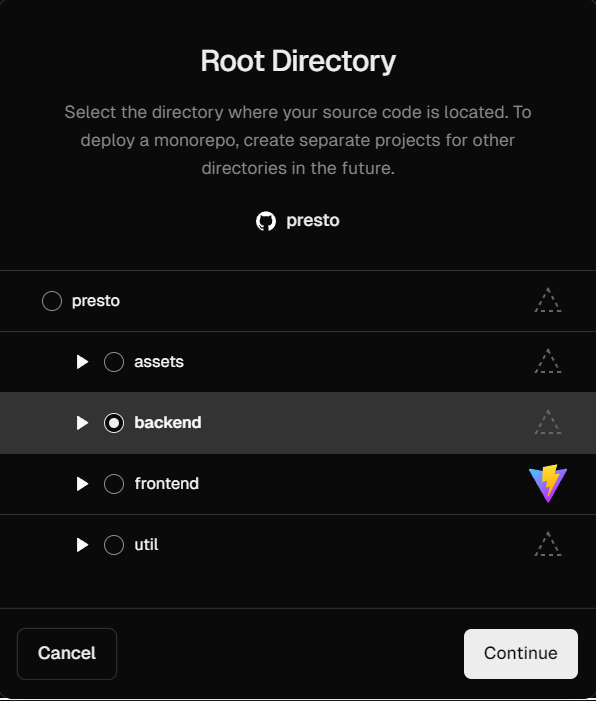 Root Directory
Select the directory where your source code is located. To
deploy a monorepo, create separate projects for other
directories in the future.
presto
presto
assets
backend
frontend
util
Cancel
Continue